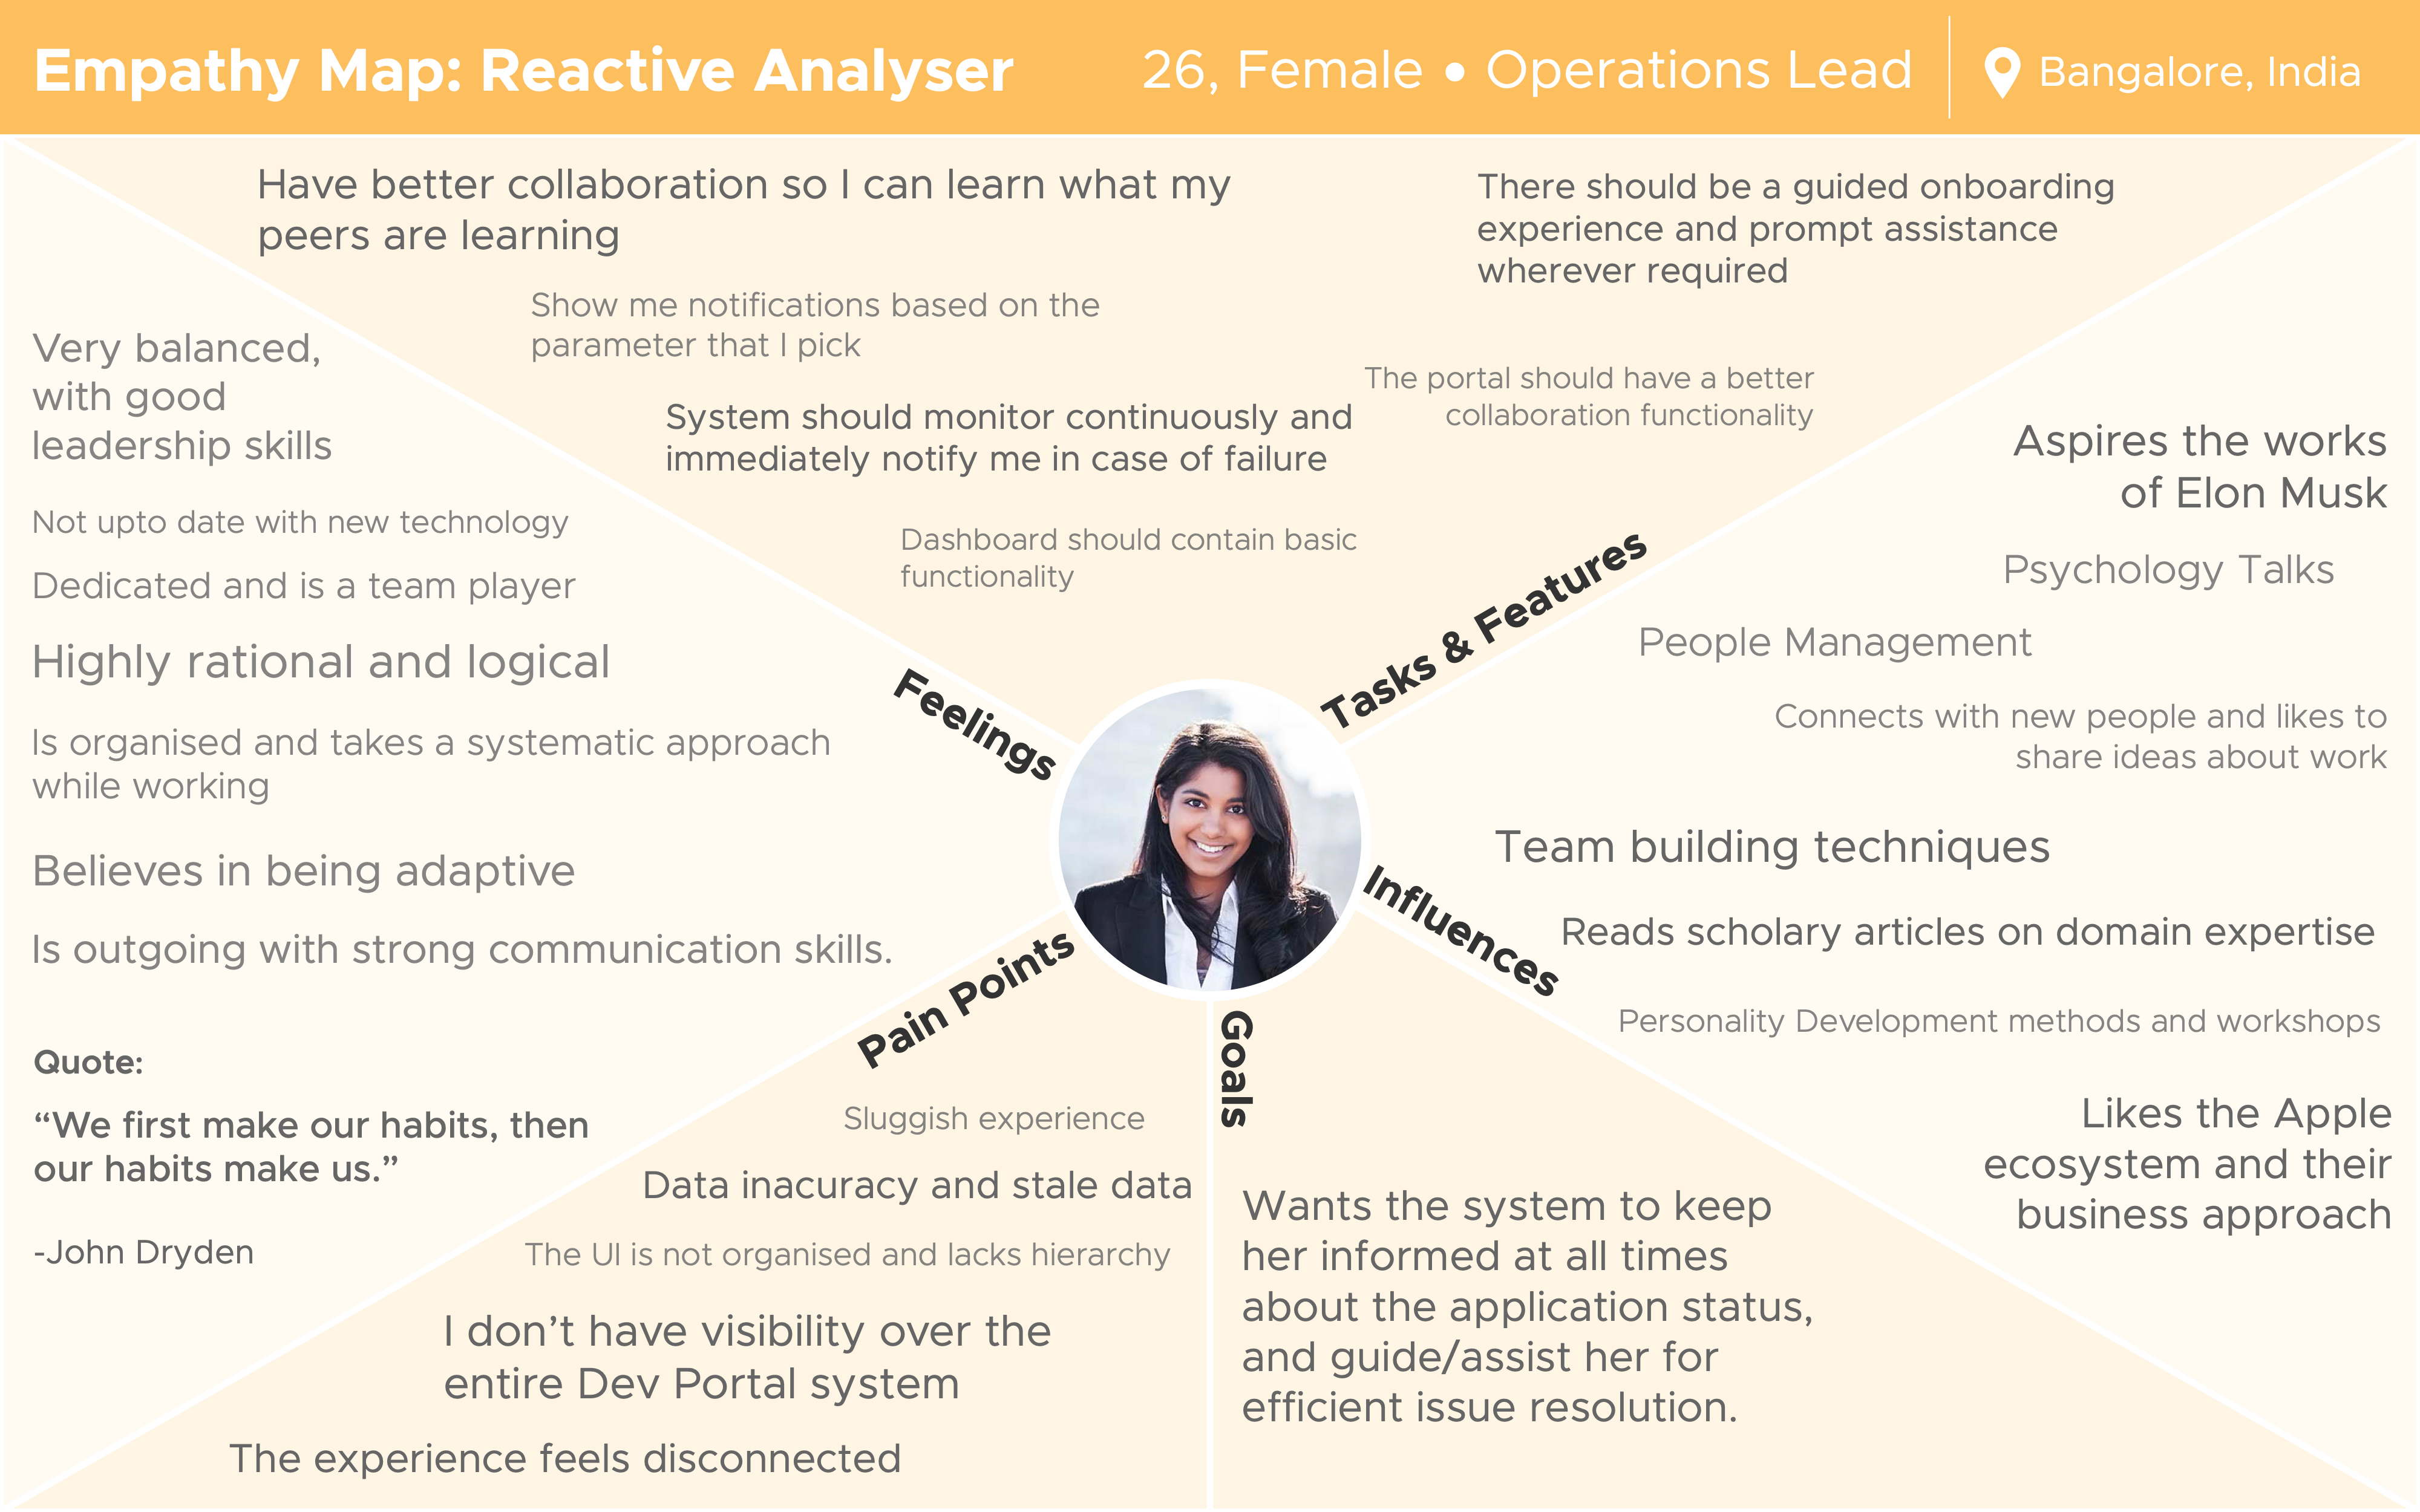 Empathy Map: Reactive Analyser
26, Female • Operations Lead
Bangalore, India
Have better collaboration so I can learn what my
peers are learning
Show me notifications based on the
parameter that I pick
System should monitor continuously and
immediately notify me in case of failure
Dashboard should contain basic
functionality
There should be a guided onboarding
experience and prompt assistance
wherever required
The portal should have a better
collaboration functionality
Tasks & Features
Very balanced,
with good
leadership skills
Not upto date with new technology
Dedicated and is a team player
Highly rational and logical
Is organised and takes a systematic approach
while working
Believes in being adaptive
Is outgoing with strong communication skills.
Feelings
Quote:
“We first make our habits, then
our habits make us.”
-John Dryden
Aspires the works
of Elon Musk
Psychology Talks
People Management
Connects with new people and likes to
share ideas about work
Team building techniques
Reads scholary articles on domain expertise
Personality Development methods and workshops
Likes the Apple
ecosystem and their
business approach
Influences
Pain Points
Sluggish experience
Data inacuracy and stale data
The UI is not organised and lacks hierarchy
I don’t have visibility over the
entire Dev Portal system
The experience feels disconnected
Goals
Wants the system to keep
her informed at all times
about the application status,
and guide/assist her for
efficient issue resolution.